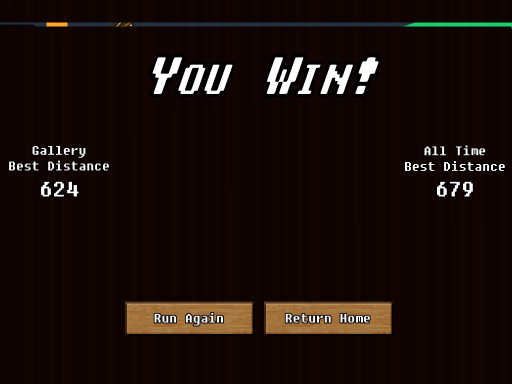 You Win!
Gallery
Best Distance
624
All Time
Best Distance
679
Run Again
Return Home